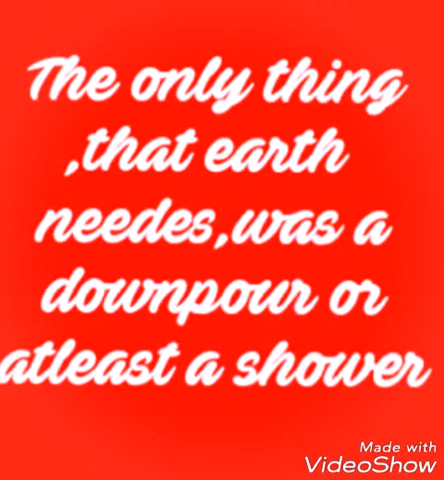 The only thing
,that earth
needes,was a
downpour or
atleast a shower
Made with
VideoShow